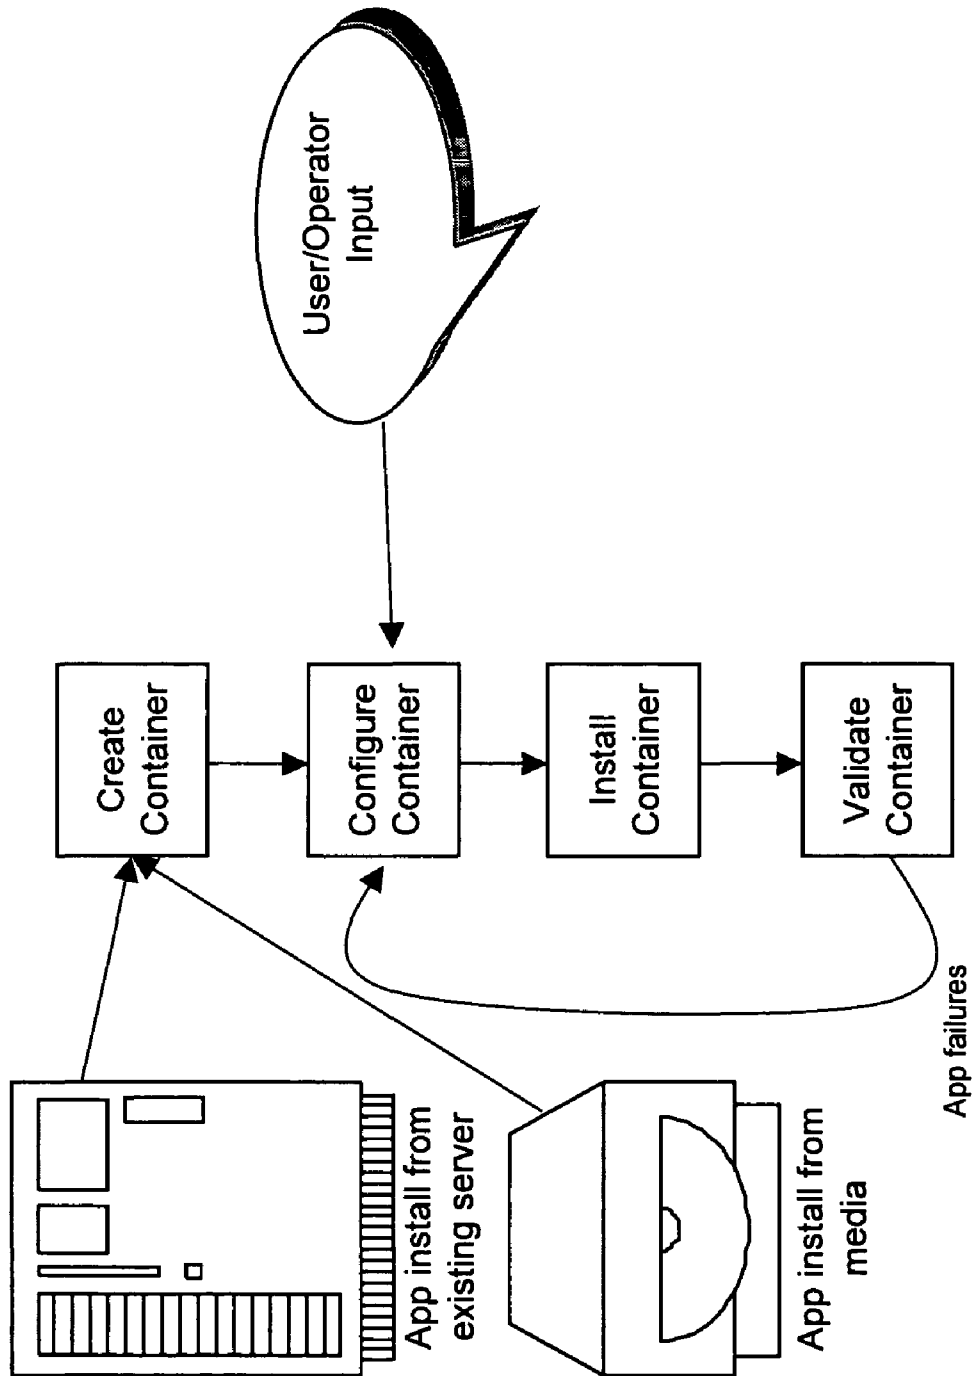 App install from
existing server
App install from
media
App failures
Create
Container
Configure
Container
Install
Container
Validate
Container
User/Operator
Input